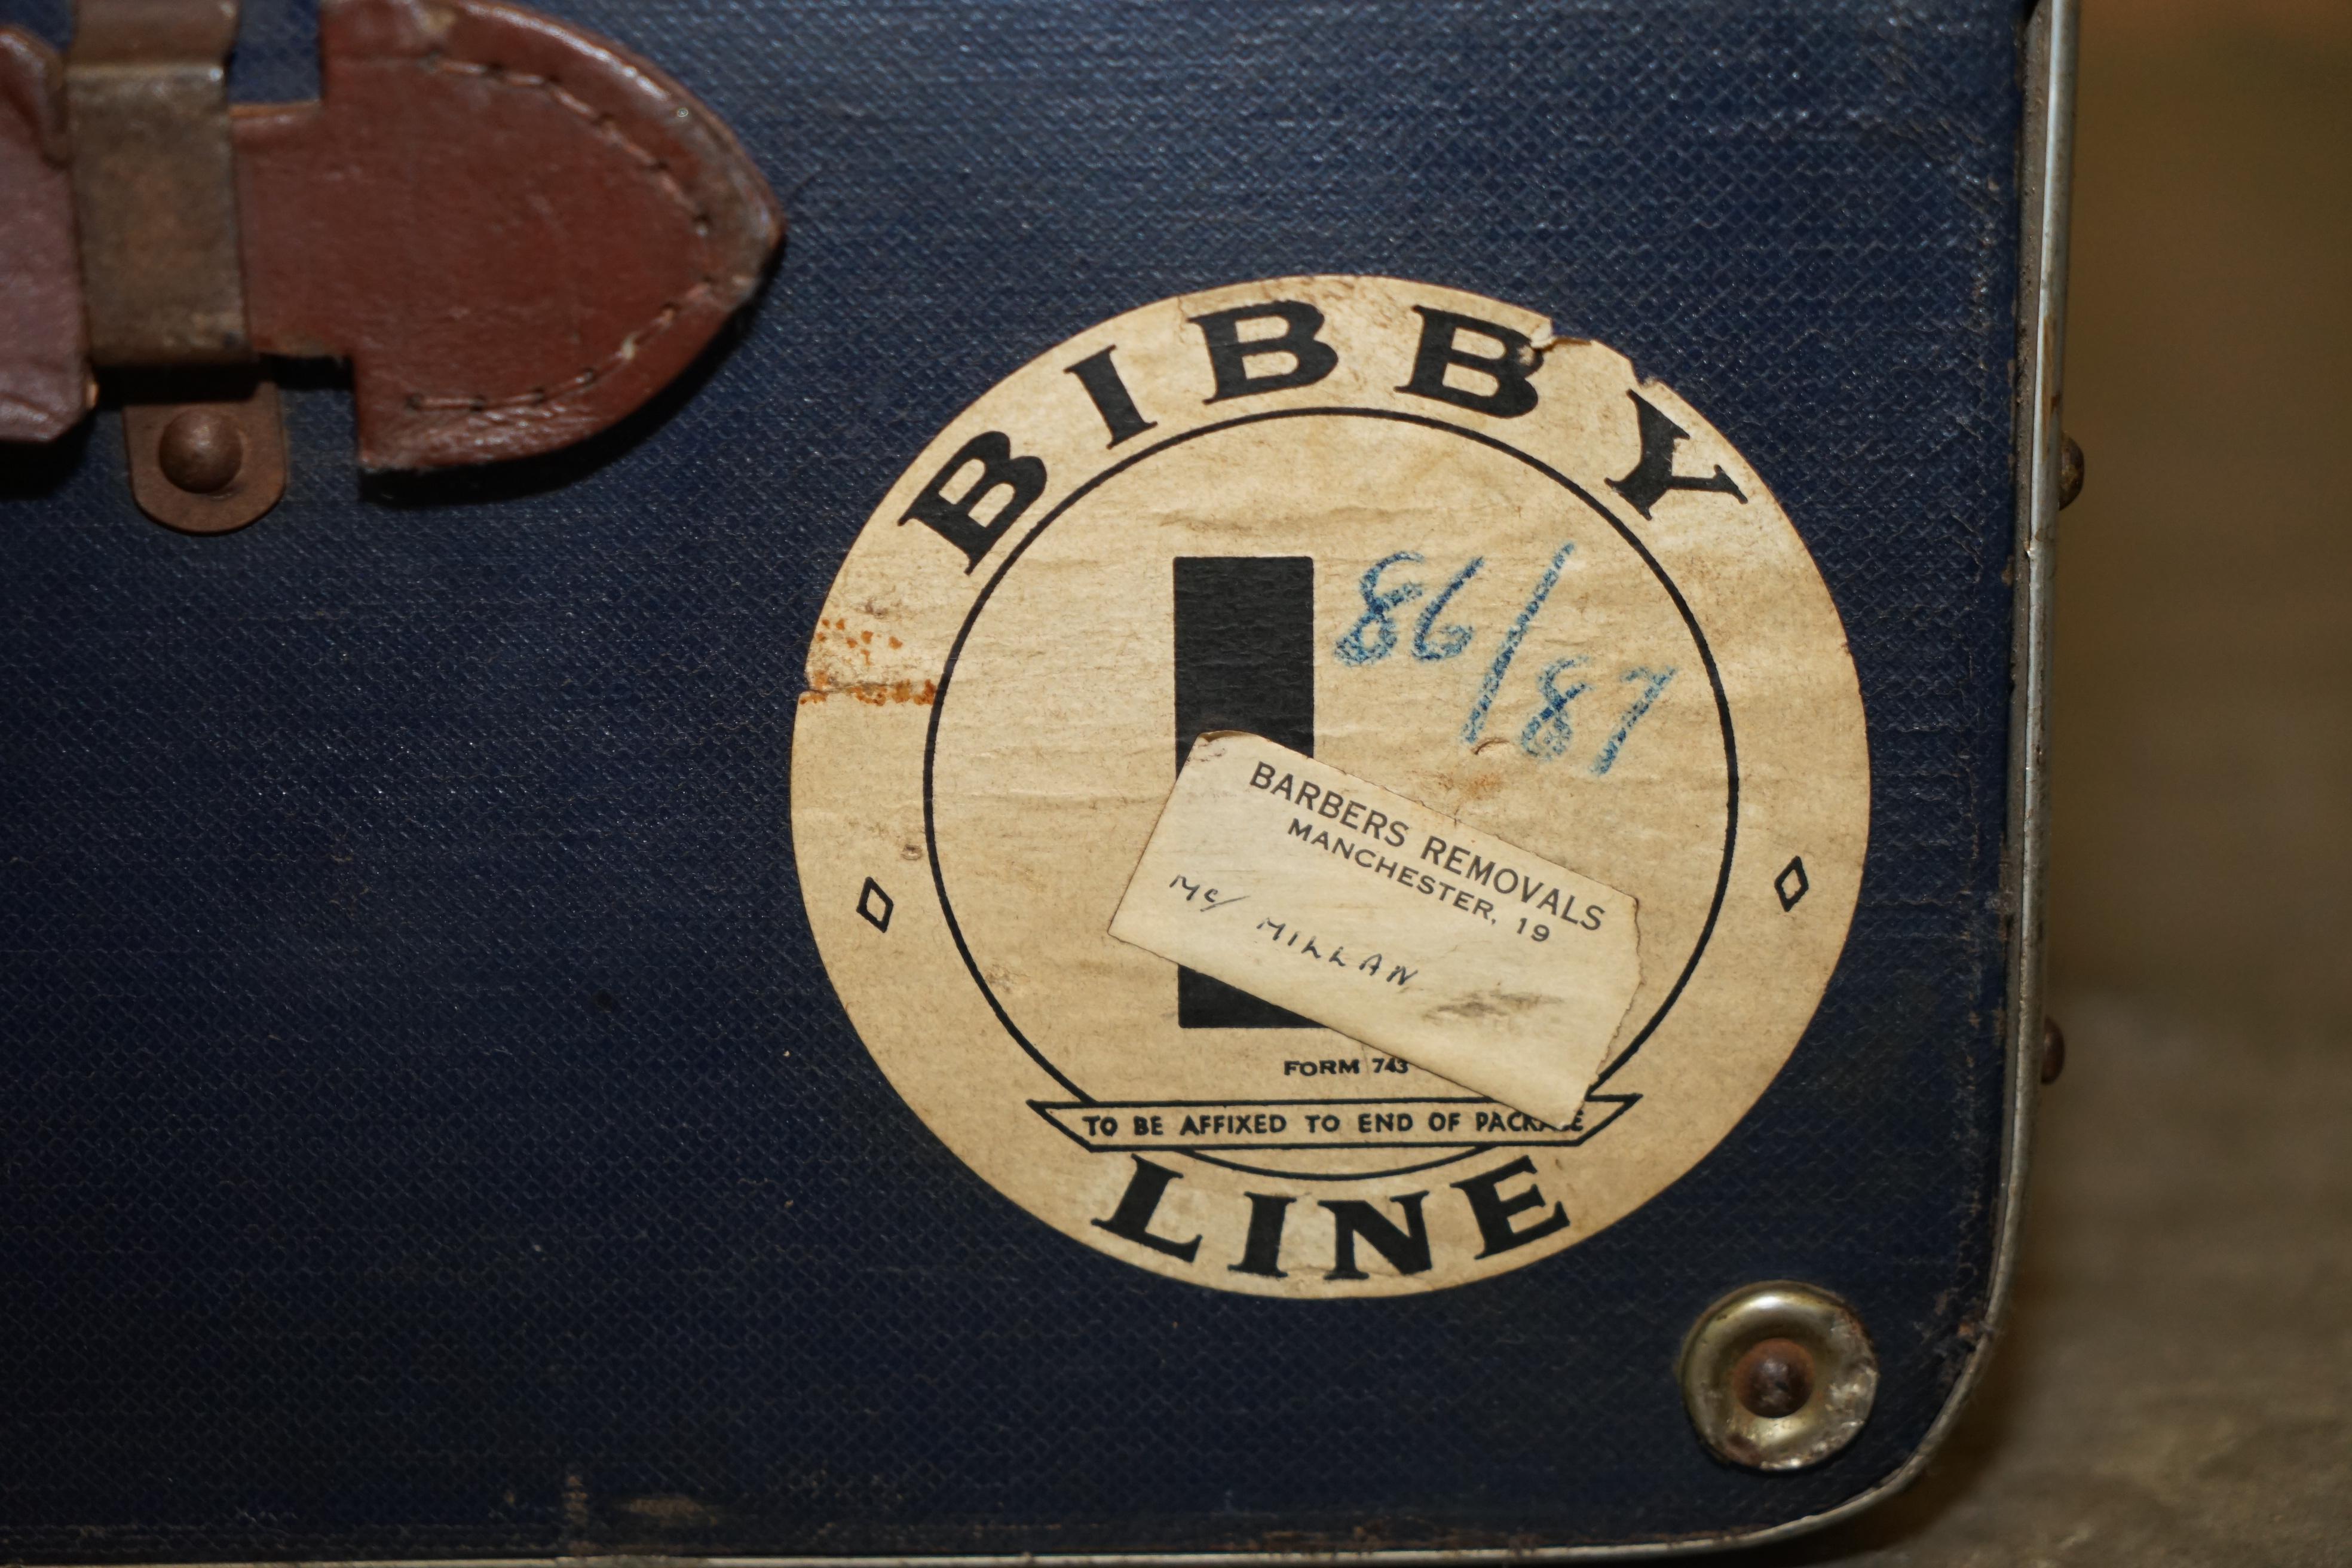 BIBBY
86/87
L
BARBERS REMOVALS
MANCHESTER, 19
Mc/ MILLAN
FORM 743
TO BE AFFIXED TO END OF PACKAGE
LINE